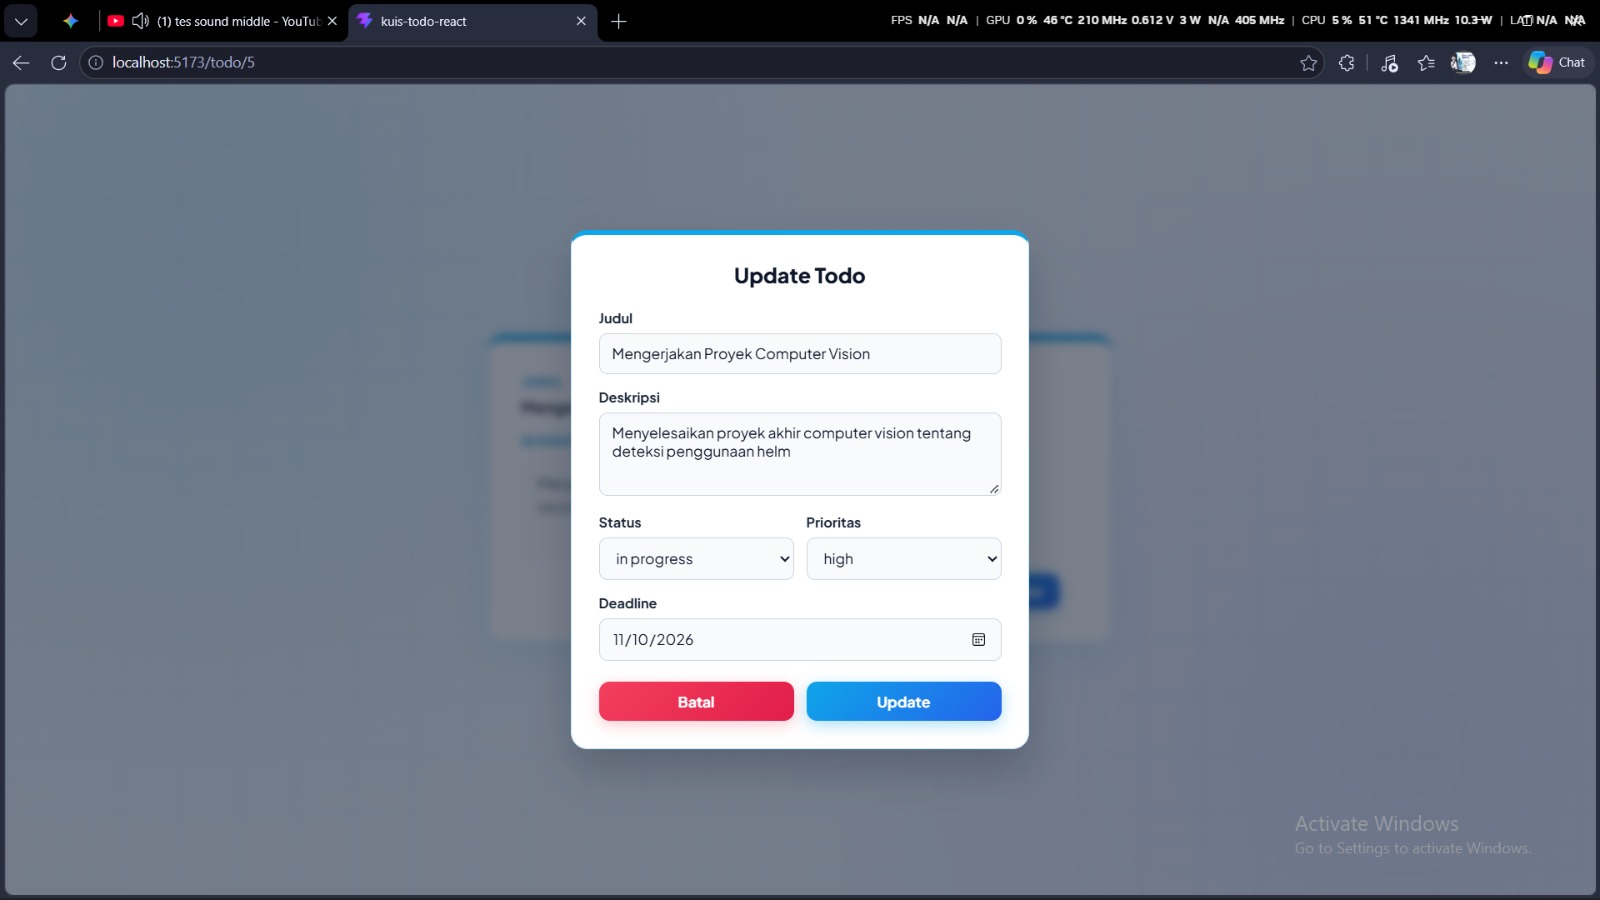 (1) tes sound middle - YouTub
kuis-todo-react
FPS N/A N/A | GPU 0 % 46 °C 210 MHz 0.612 V 3 W N/A 405 MHz | CPU 5 % 51 °C 1341 MHz 10.3 W | LAT N/A N/A
localhost:5173/todo/5
Chat
Update Todo
Judul
Mengerjakan Proyek Computer Vision
Deskripsi
Menyelesaikan proyek akhir computer vision tentang
deteksi penggunaan helm
Status
Prioritas
in progress
high
Deadline
11/10/2026
Batal
Update
Activate Windows
Go to Settings to activate Windows.